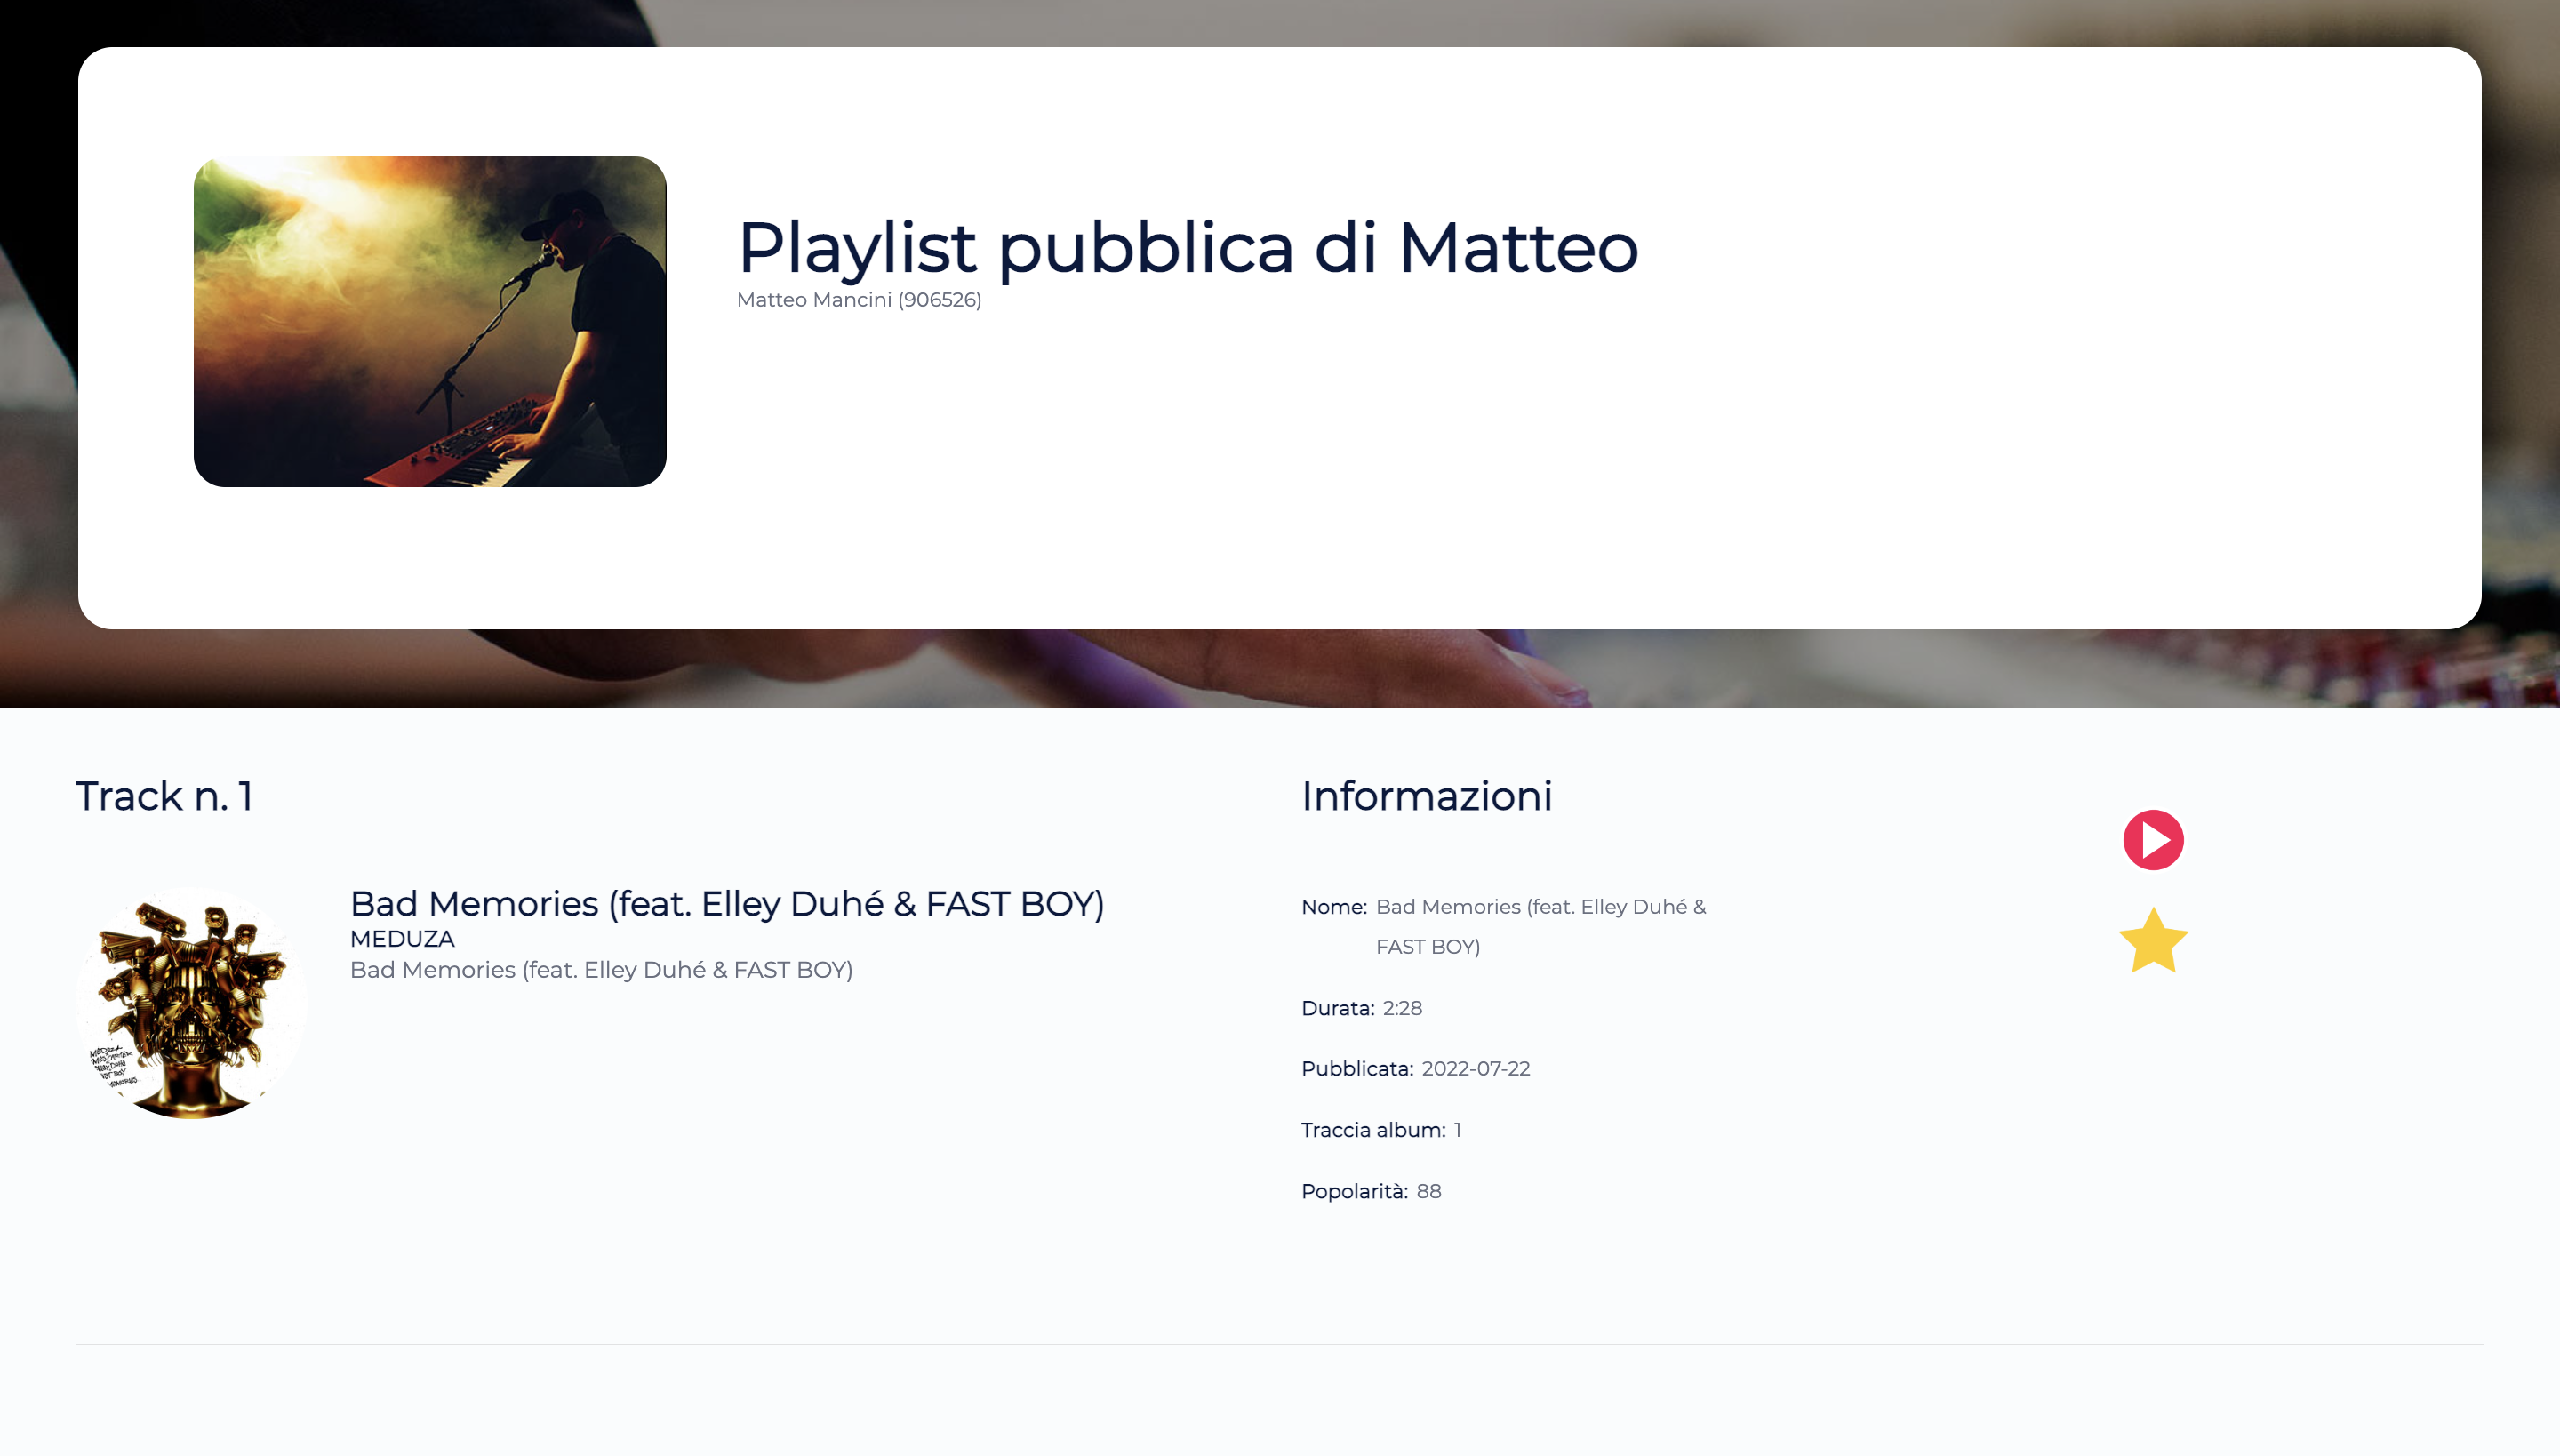 Playlist pubblica di Matteo
Matteo Mancini (906526)
Track n. 1
Bad Memories (feat. Elley Duhé & FAST BOY)
MEDUZA
Bad Memories (feat. Elley Duhé & FAST BOY)
Informazioni
Nome: Bad Memories (feat. Elley Duhé &
FAST BOY)
Durata: 2:28
Pubblicata: 2022-07-22
Traccia album: 1
Popolarità: 88